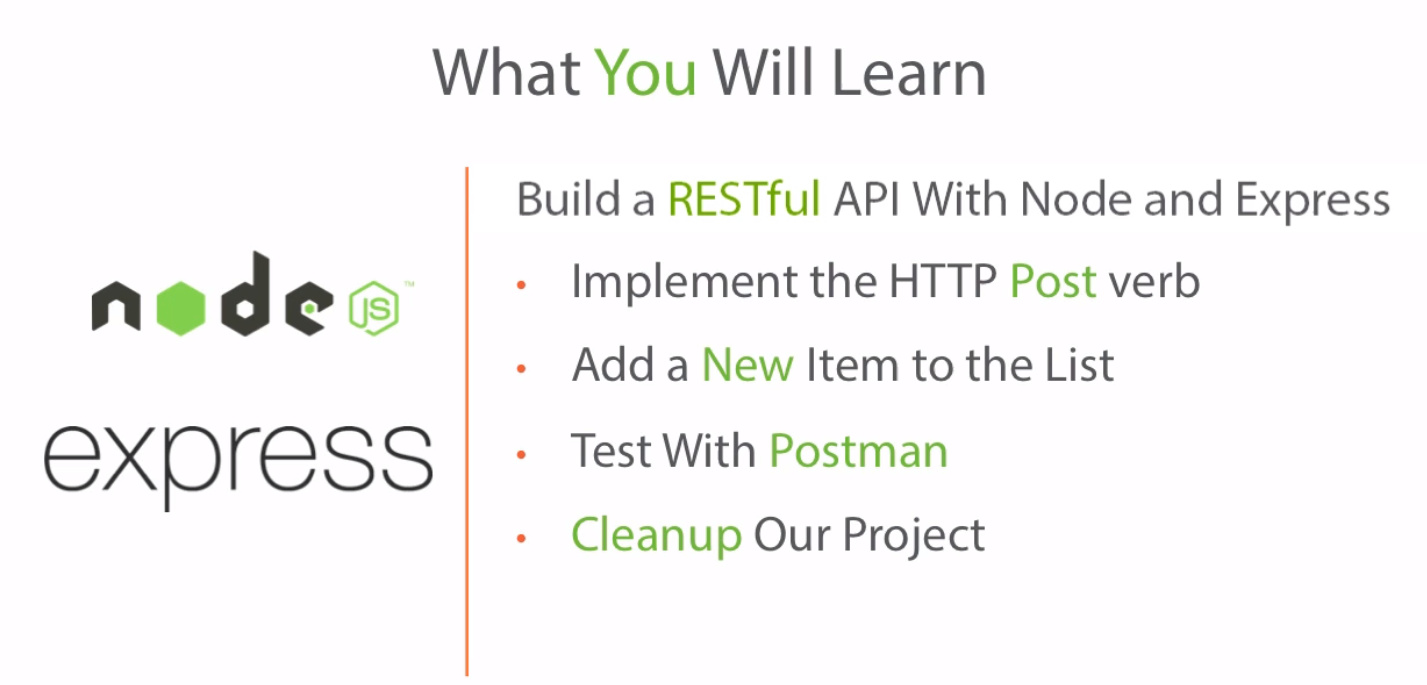 What You Will Learn
node JS™
express
Build a RESTful API With Node and Express
• Implement the HTTP Post verb
• Add a New Item to the List
• Test With Postman
• Cleanup Our Project